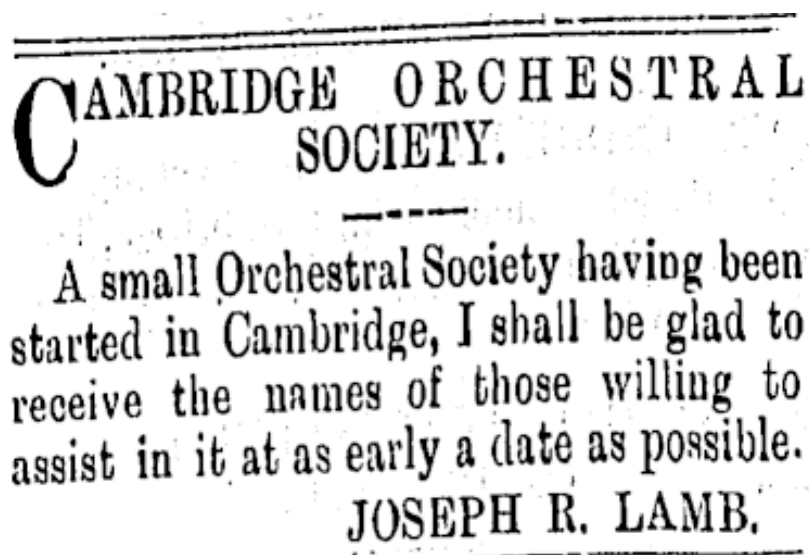 CAMBRIDGE ORCHESTRAL
SOCIETY.
A small Orchestral Society having been
started in Cambridge, I shall be glad to
receive the names of those willing to
assist in it at as early a date as possible.
JOSEPH R. LAMB.